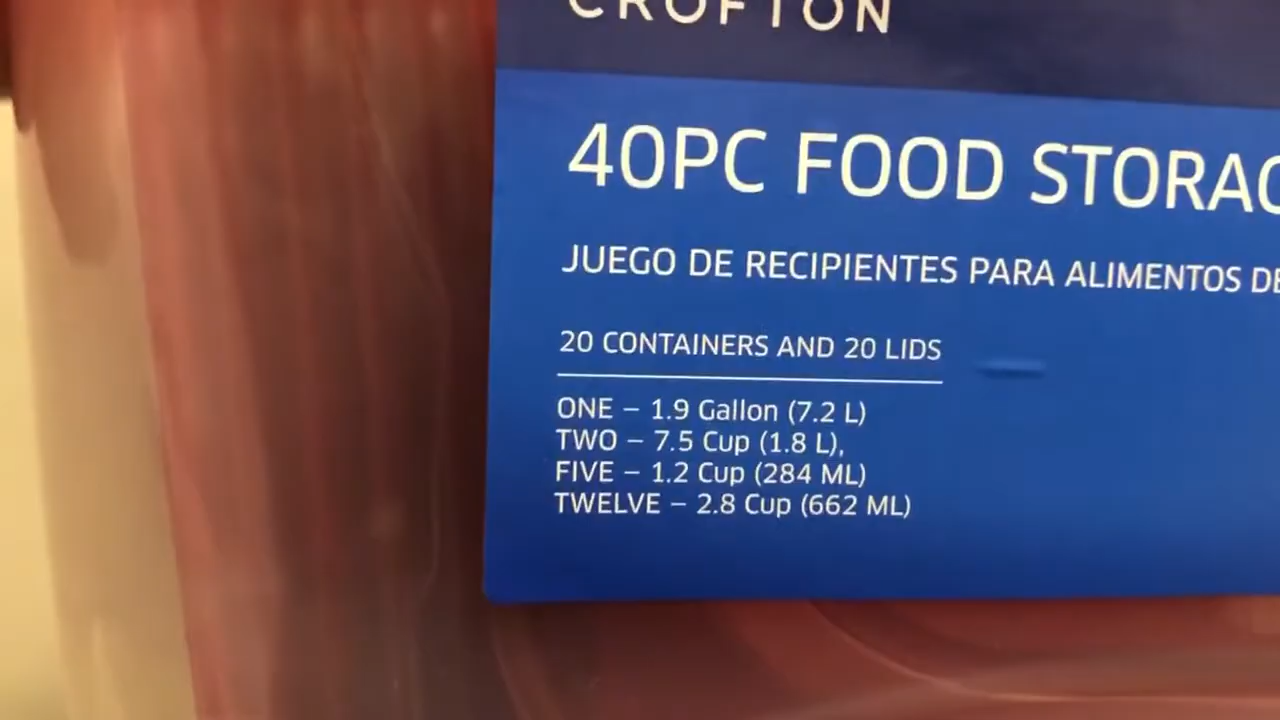 CROFTON
40PC FOOD STORAG
JUEGO DE RECIPIENTES PARA ALIMENTOS DE
20 CONTAINERS AND 20 LIDS
ONE – 1.9 Gallon (7.2 L)
TWO – 7.5 Cup (1.8 L),
FIVE – 1.2 Cup (284 ML)
TWELVE – 2.8 Cup (662 ML)